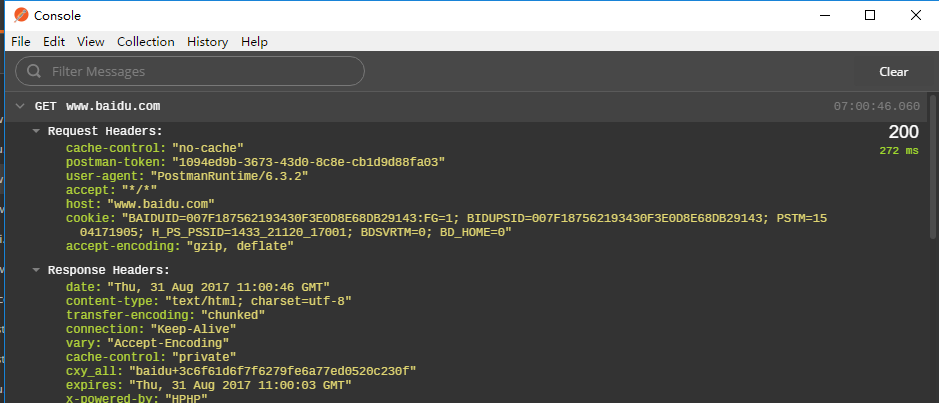 Console
File Edit View Collection History Help
Filter Messages
Clear
GET www.baidu.com 07:00:46.060
Request Headers: 200
cache-control: "no-cache" 272 ms
postman-token: "1094ed9b-3673-43d0-8c8e-cb1d9d88fa03"
user-agent: "PostmanRuntime/6.3.2"
accept: "*/*"
host: "www.baidu.com"
cookie: "BAIDUID=007F187562193430F3E0D8E68DB29143:FG=1; BIDUPSID=007F187562193430F3E0D8E68DB29143; PSTM=15
04171905; H_PS_PSSID=1433_21120_17001; BDSVRTM=0; BD_HOME=0"
accept-encoding: "gzip, deflate"
Response Headers:
date: "Thu, 31 Aug 2017 11:00:46 GMT"
content-type: "text/html; charset=utf-8"
transfer-encoding: "chunked"
connection: "Keep-Alive"
vary: "Accept-Encoding"
cache-control: "private"
cxy_all: "baidu+3c6f61d6f7f6279fe6a77ed0520c230f"
expires: "Thu, 31 Aug 2017 11:00:03 GMT"
x-powered-by: "HPHP"